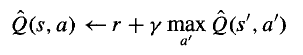 Q̂(s, a) ← r + γ max_{a′} Q̂(s′, a′)